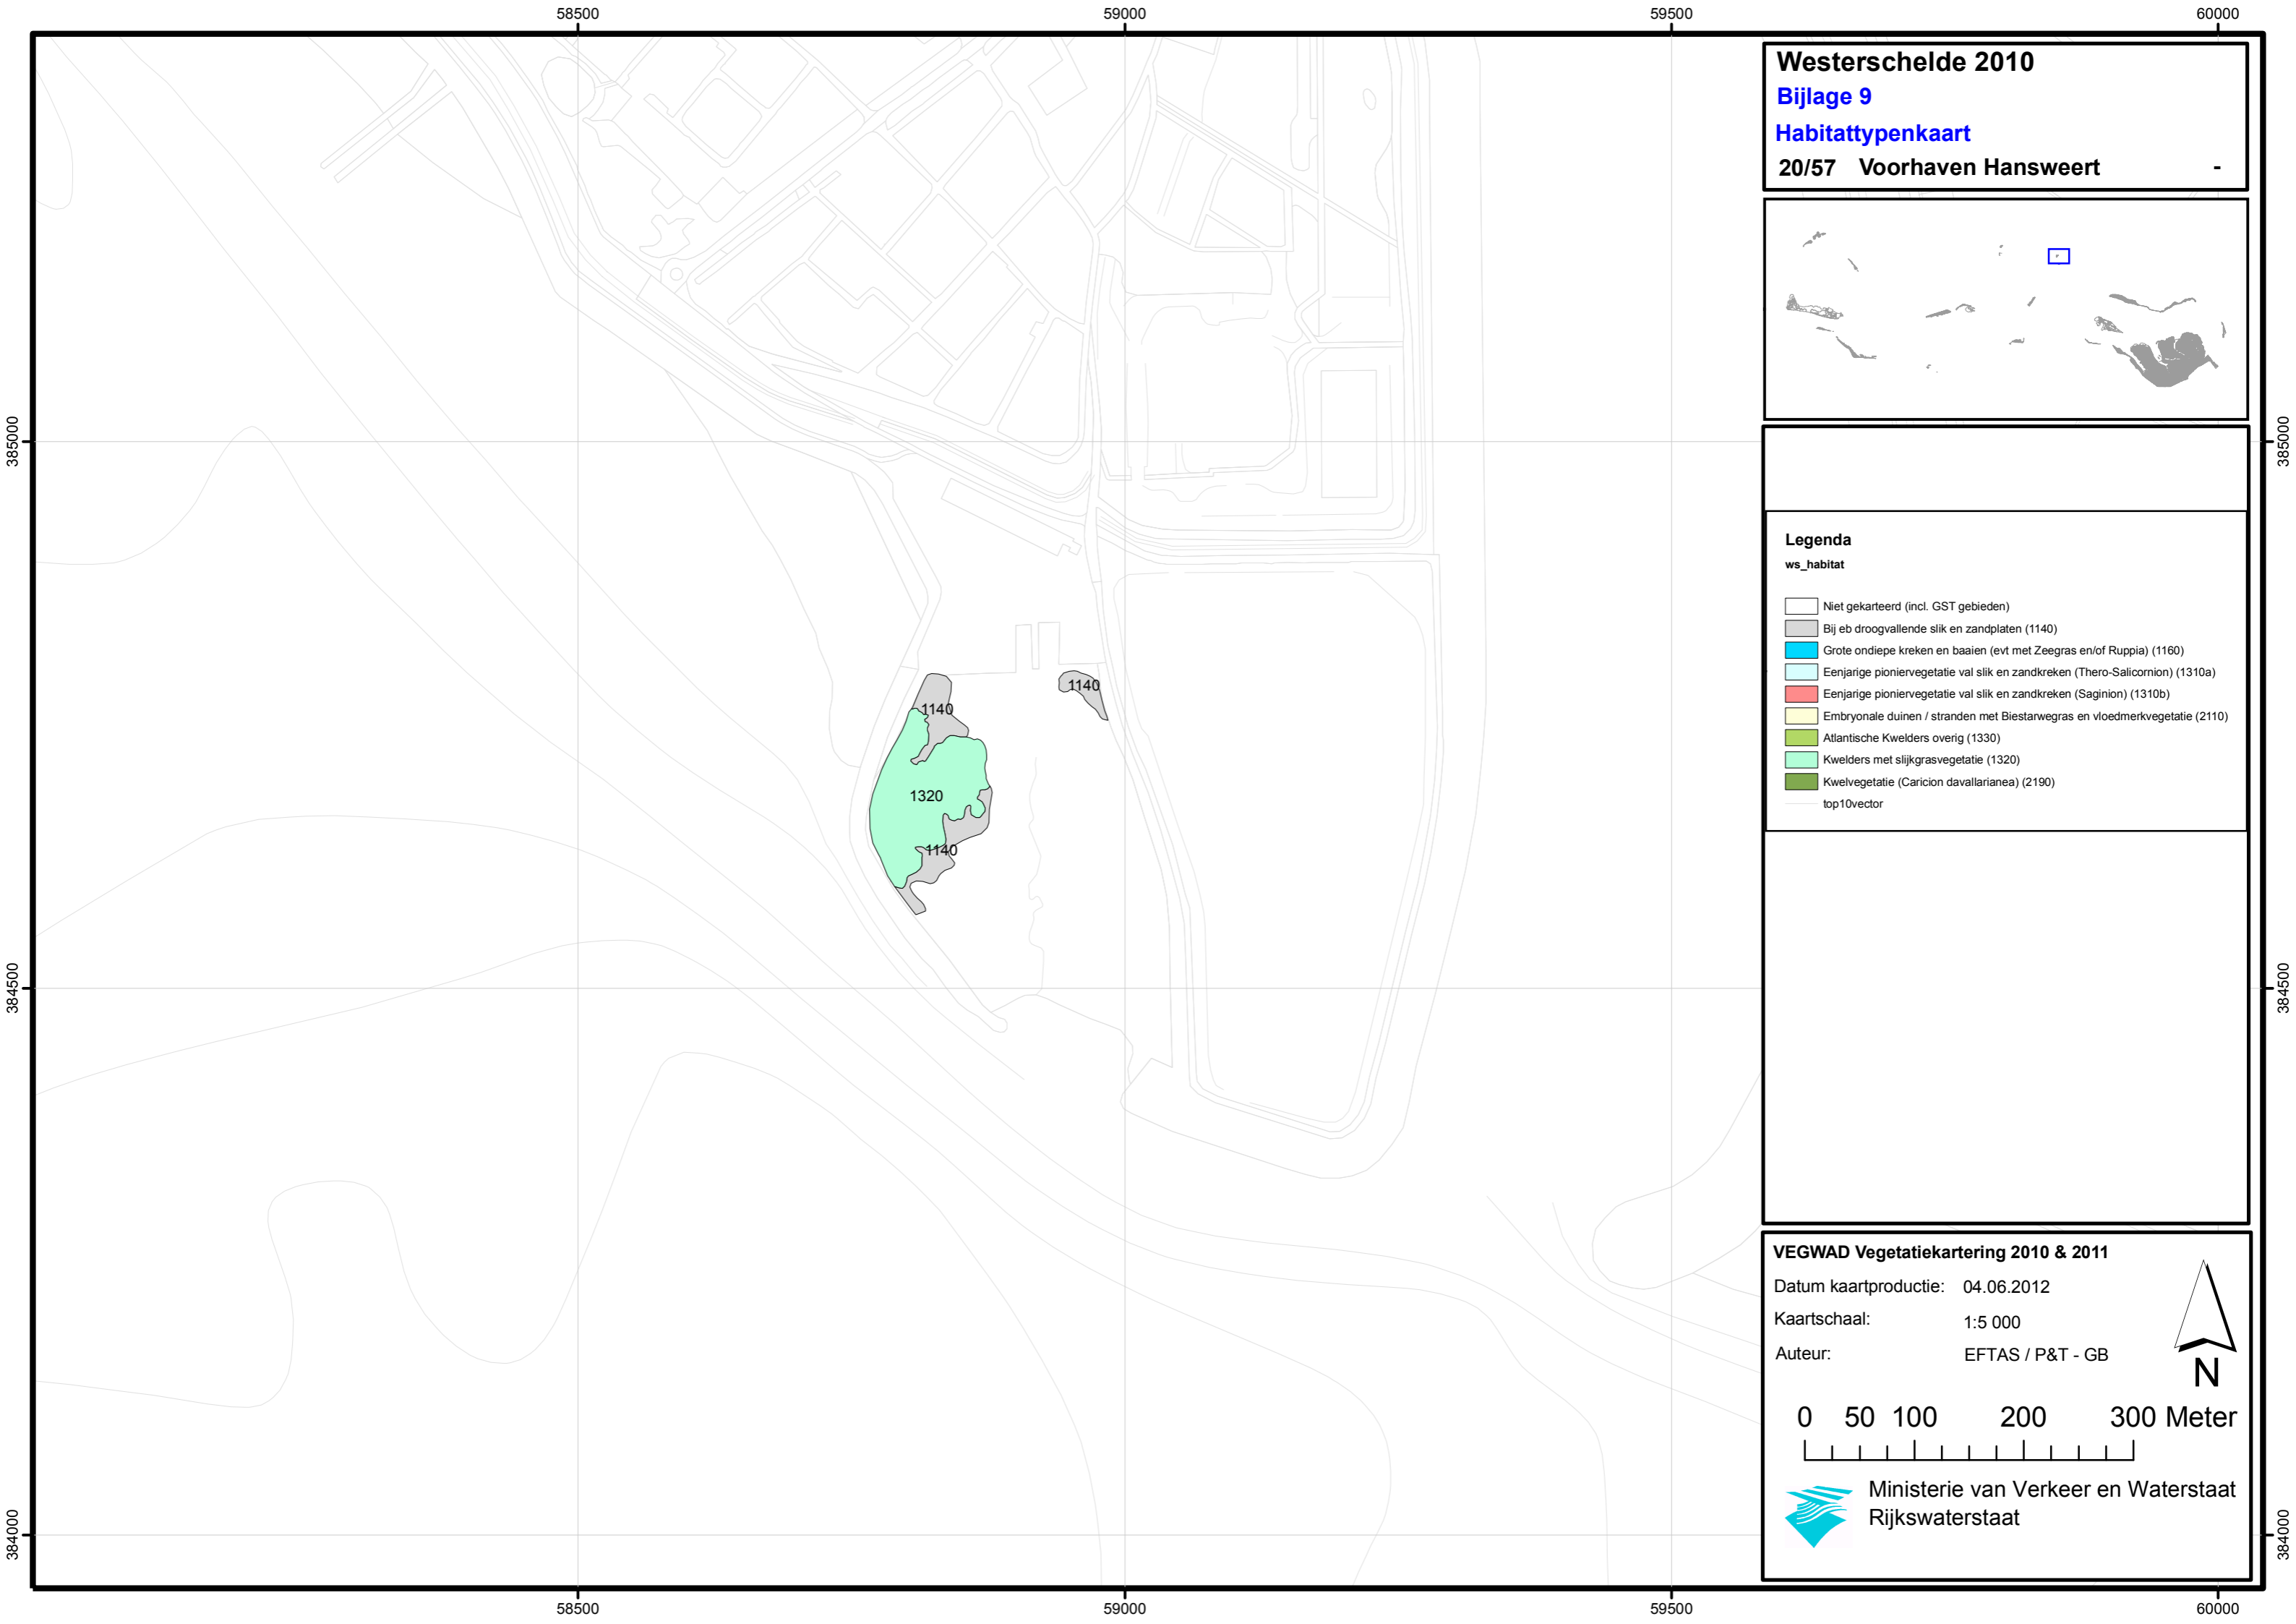 58500 59000 59500 60000
Westerschelde 2010
Bijlage 9
Habitattypenkaart
20/57 Voorhaven Hansweert -
385000 385000
Legenda
ws_habitat
Niet gekarteerd (incl. GST gebieden)
Bij eb droogvallende slik en zandplaten (1140)
Grote ondiepe kreken en baaien (evt met Zeegras en/of Ruppia) (1160)
Eenjarige pioniervegetatie val slik en zandkreken (Thero-Salicornion) (1310a)
Eenjarige pioniervegetatie val slik en zandkreken (Saginion) (1310b)
Embryonale duinen / stranden met Biestarwegras en vloedmerkvegetatie (2110)
Atlantische Kwelders overig (1330)
Kwelders met slijkgrasvegetatie (1320)
Kwelvegetatie (Caricion davallarianea) (2190)
top10vector
1140
1140
1320
1140
384500 384500
VEGWAD Vegetatiekartering 2010 & 2011
Datum kaartproductie: 04.06.2012
Kaartschaal: 1:5 000
Auteur: EFTAS / P&T - GB
N
0 50 100 200 300 Meter
Ministerie van Verkeer en Waterstaat
Rijkswaterstaat
384000 384000
58500 59000 59500 60000